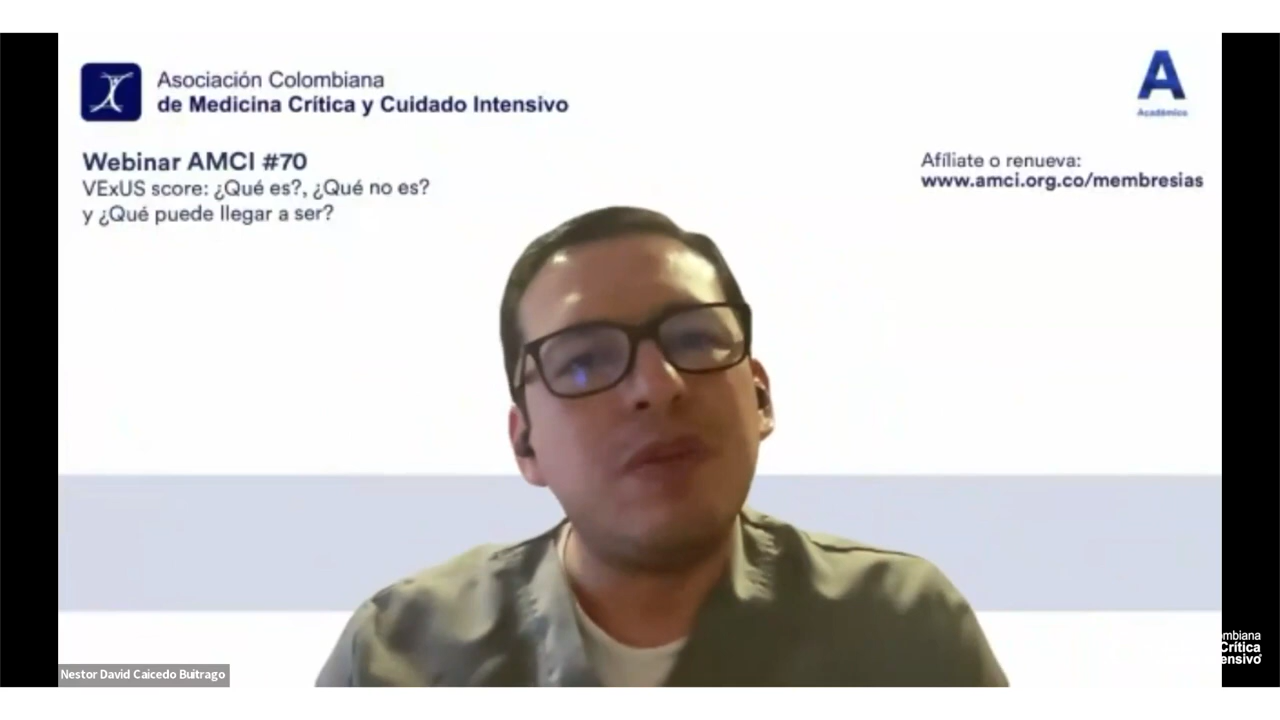 Asociación Colombiana
de Medicina Crítica y Cuidado Intensivo
A
Académico
Webinar AMCI #70
VExUS score: ¿Qué es?, ¿Qué no es?
y ¿Qué puede llegar a ser?
Afíliate o renueva:
www.amci.org.co/membresias
Nestor David Caicedo Buitrago
ombiana
Crítica
ensivo